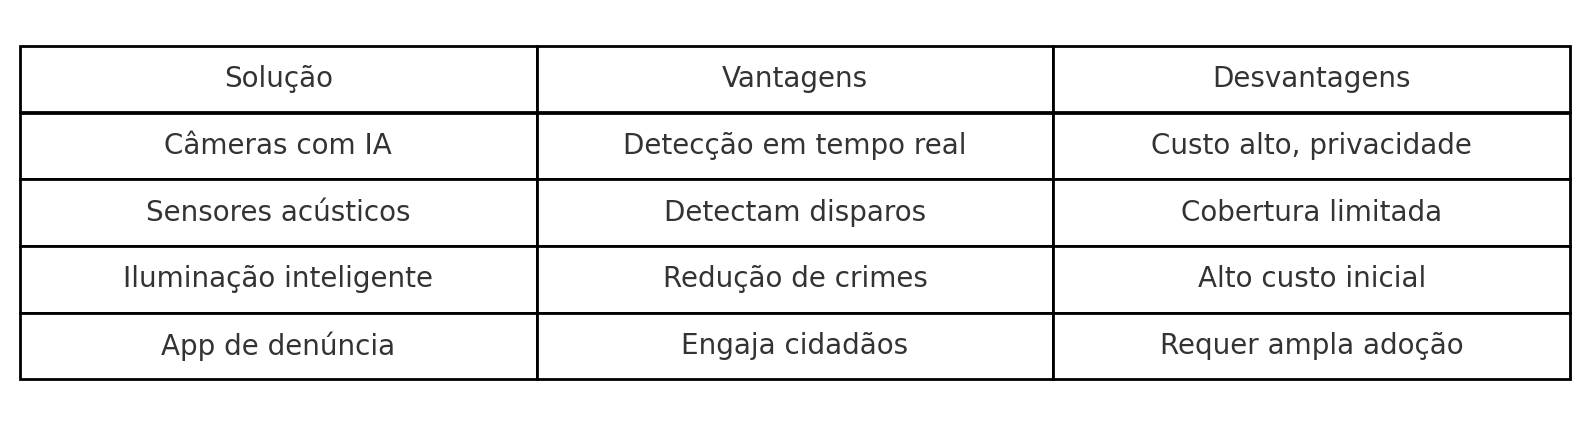 Solução Vantagens Desvantagens
Câmeras com IA Detecção em tempo real Custo alto, privacidade
Sensores acústicos Detectam disparos Cobertura limitada
Iluminação inteligente Redução de crimes Alto custo inicial
App de denúncia Engaja cidadãos Requer ampla adoção